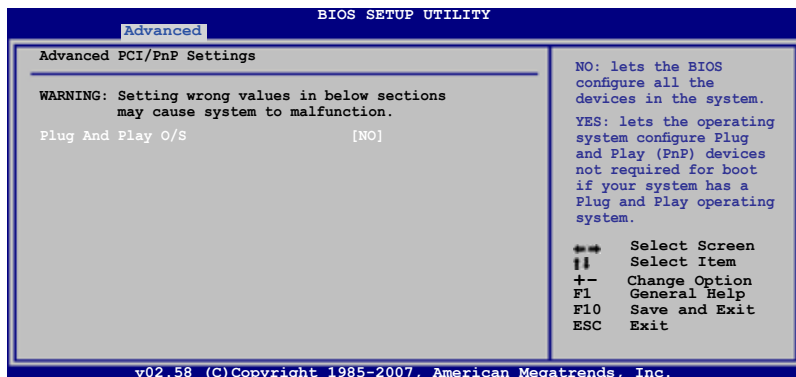 BIOS SETUP UTILITY
Advanced
Advanced PCI/PnP Settings
WARNING: Setting wrong values in below sections
may cause system to malfunction.
Plug And Play O/S [NO]
NO: lets the BIOS
configure all the
devices in the system.
YES: lets the operating
system configure Plug
and Play (PnP) devices
not required for boot
if your system has a
Plug and Play operating
system.
←→ Select Screen
↑↓ Select Item
+- Change Option
F1 General Help
F10 Save and Exit
ESC Exit
v02.58 (C)Copyright 1985-2007, American Megatrends, Inc.